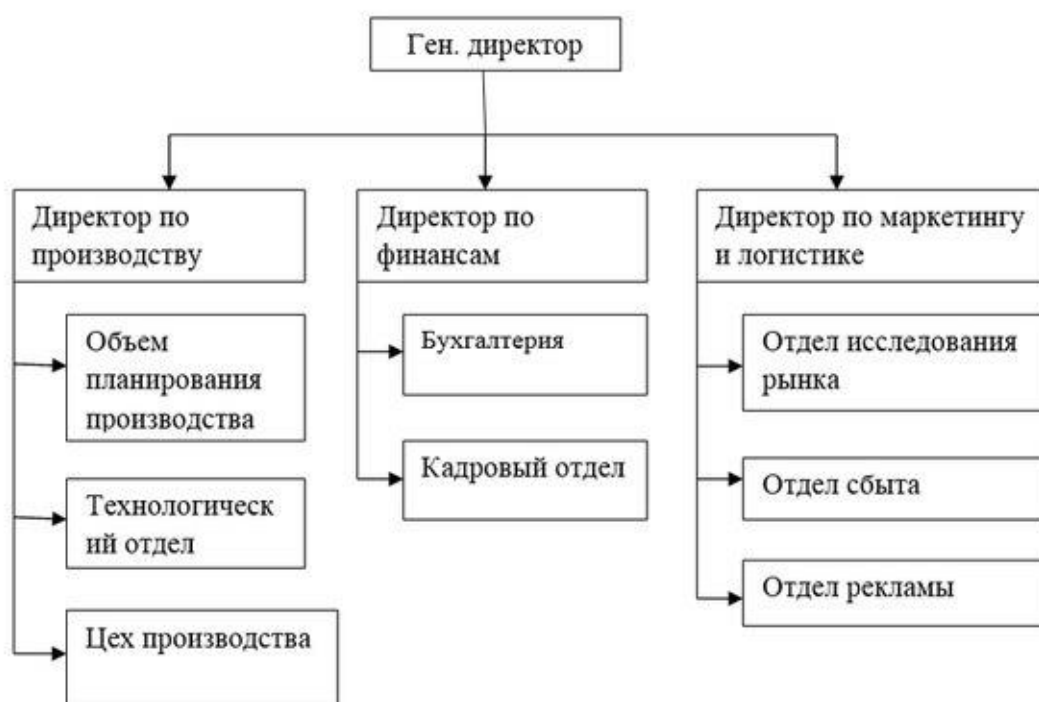 Ген. директор
Директор по
производству
Объем
планирования
производства
Технологическ
ий отдел
Цех производства
Директор по
финансам
Бухгалтерия
Кадровый отдел
Директор по маркетингу
и логистике
Отдел исследования
рынка
Отдел сбыта
Отдел рекламы